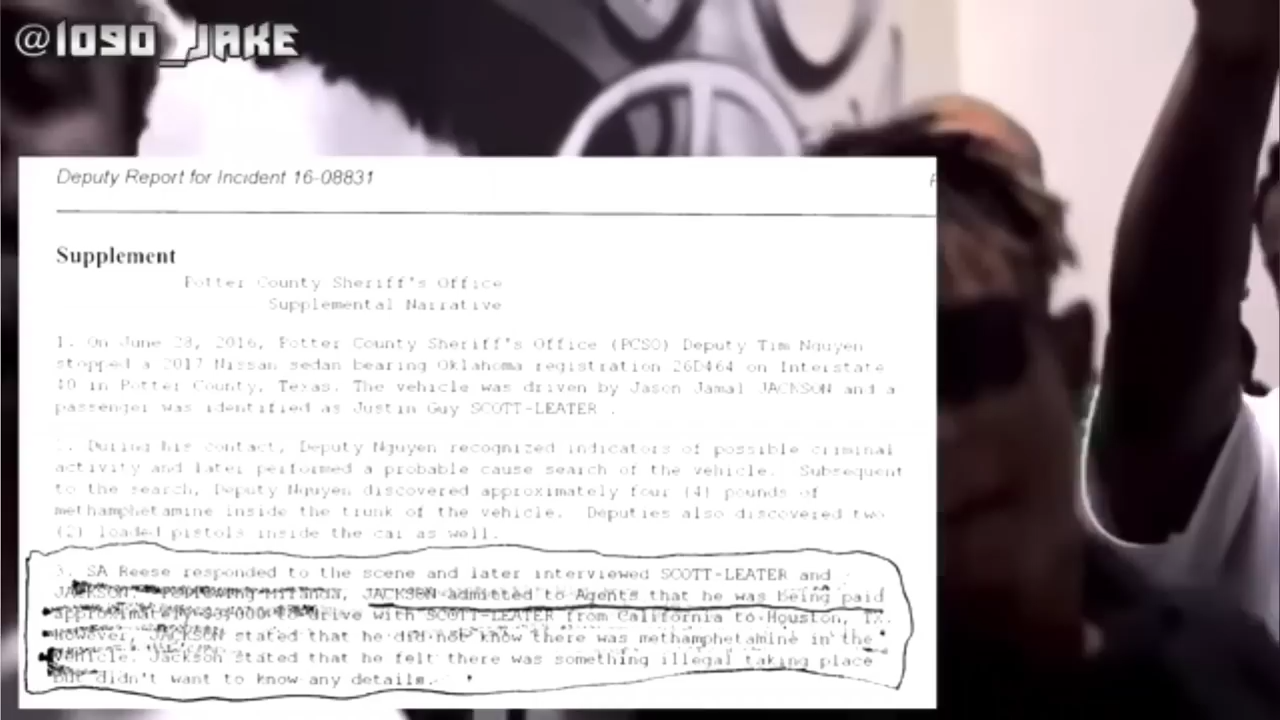 @1090_JAKE
Deputy Report for Incident 16-08831
Supplement
Potter County Sheriff's Office
Supplemental Narrative
1. On June 28, 2016, Potter County Sheriff's Office (PCSO) Deputy Tim Nguyen
stopped a 2017 Nissan sedan bearing Oklahoma registration 26D464 on Interstate
40 in Potter County, Texas. The vehicle was driven by Jason Jamal JACKSON and a
passenger was identified as Justin Guy SCOTT-LEATER .
During his contact, Deputy Nguyen recognized indicators of possible criminal
activity and later performed a probable cause search of the vehicle. Subsequent
to the search, Deputy Nguyen discovered approximately four (4) pounds of
methamphetamine inside the trunk of the vehicle. Deputies also discovered two
(2) loaded pistols inside the car as well.
3. SA Reese responded to the scene and later interviewed SCOTT-LEATER and
JACKSON. Following Miranda, JACKSON admitted to Agents that he was being paid
approximately to drive with SCOTT-LEATER from California to Houston, TX.
However, JACKSON stated that he did not know there was methamphetamine in the
vehicle. Jackson stated that he felt there was something illegal taking place
but didn't want to know any details.